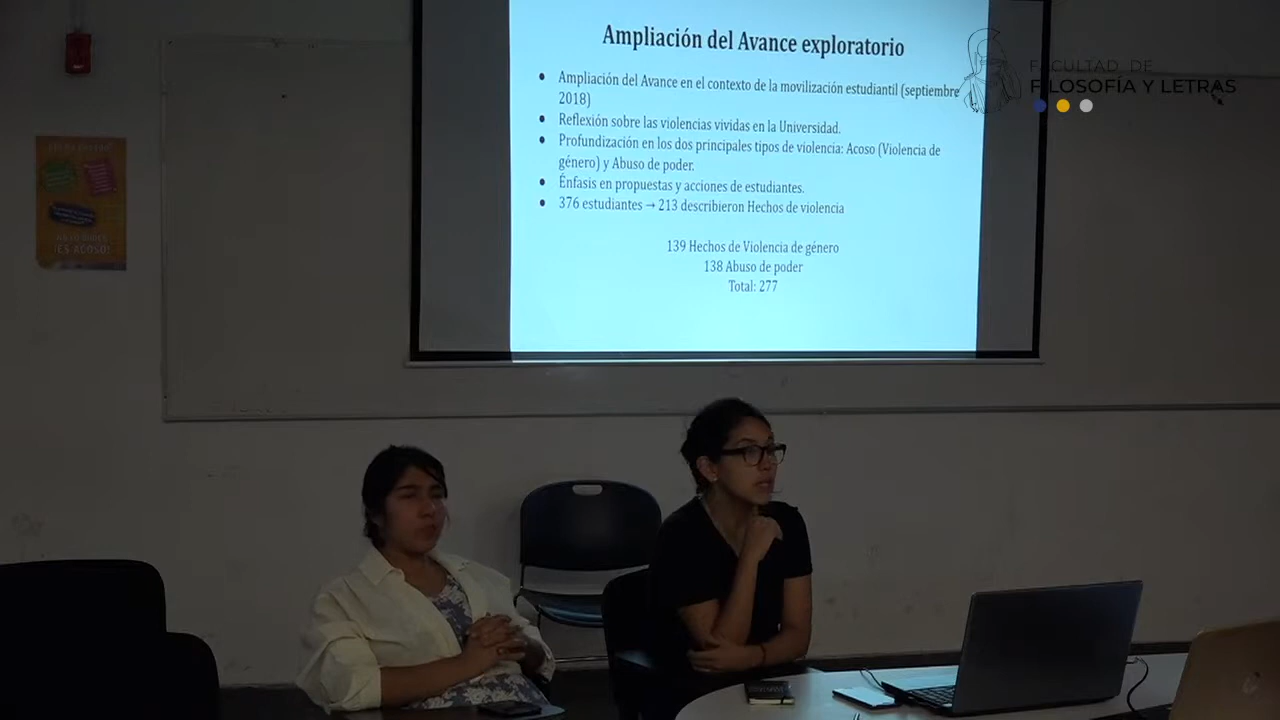 Ampliación del Avance exploratorio
● Ampliación del Avance en el contexto de la movilización estudiantil (septiembre
2018)
● Reflexión sobre las violencias vividas en la Universidad.
● Profundización en los dos principales tipos de violencia: Acoso (Violencia de
género) y Abuso de poder.
● Énfasis en propuestas y acciones de estudiantes.
● 376 estudiantes → 213 describieron Hechos de violencia
139 Hechos de Violencia de género
138 Abuso de poder
Total: 277
FACULTAD DE
FILOSOFÍA Y LETRAS
¡ES ACOSO!